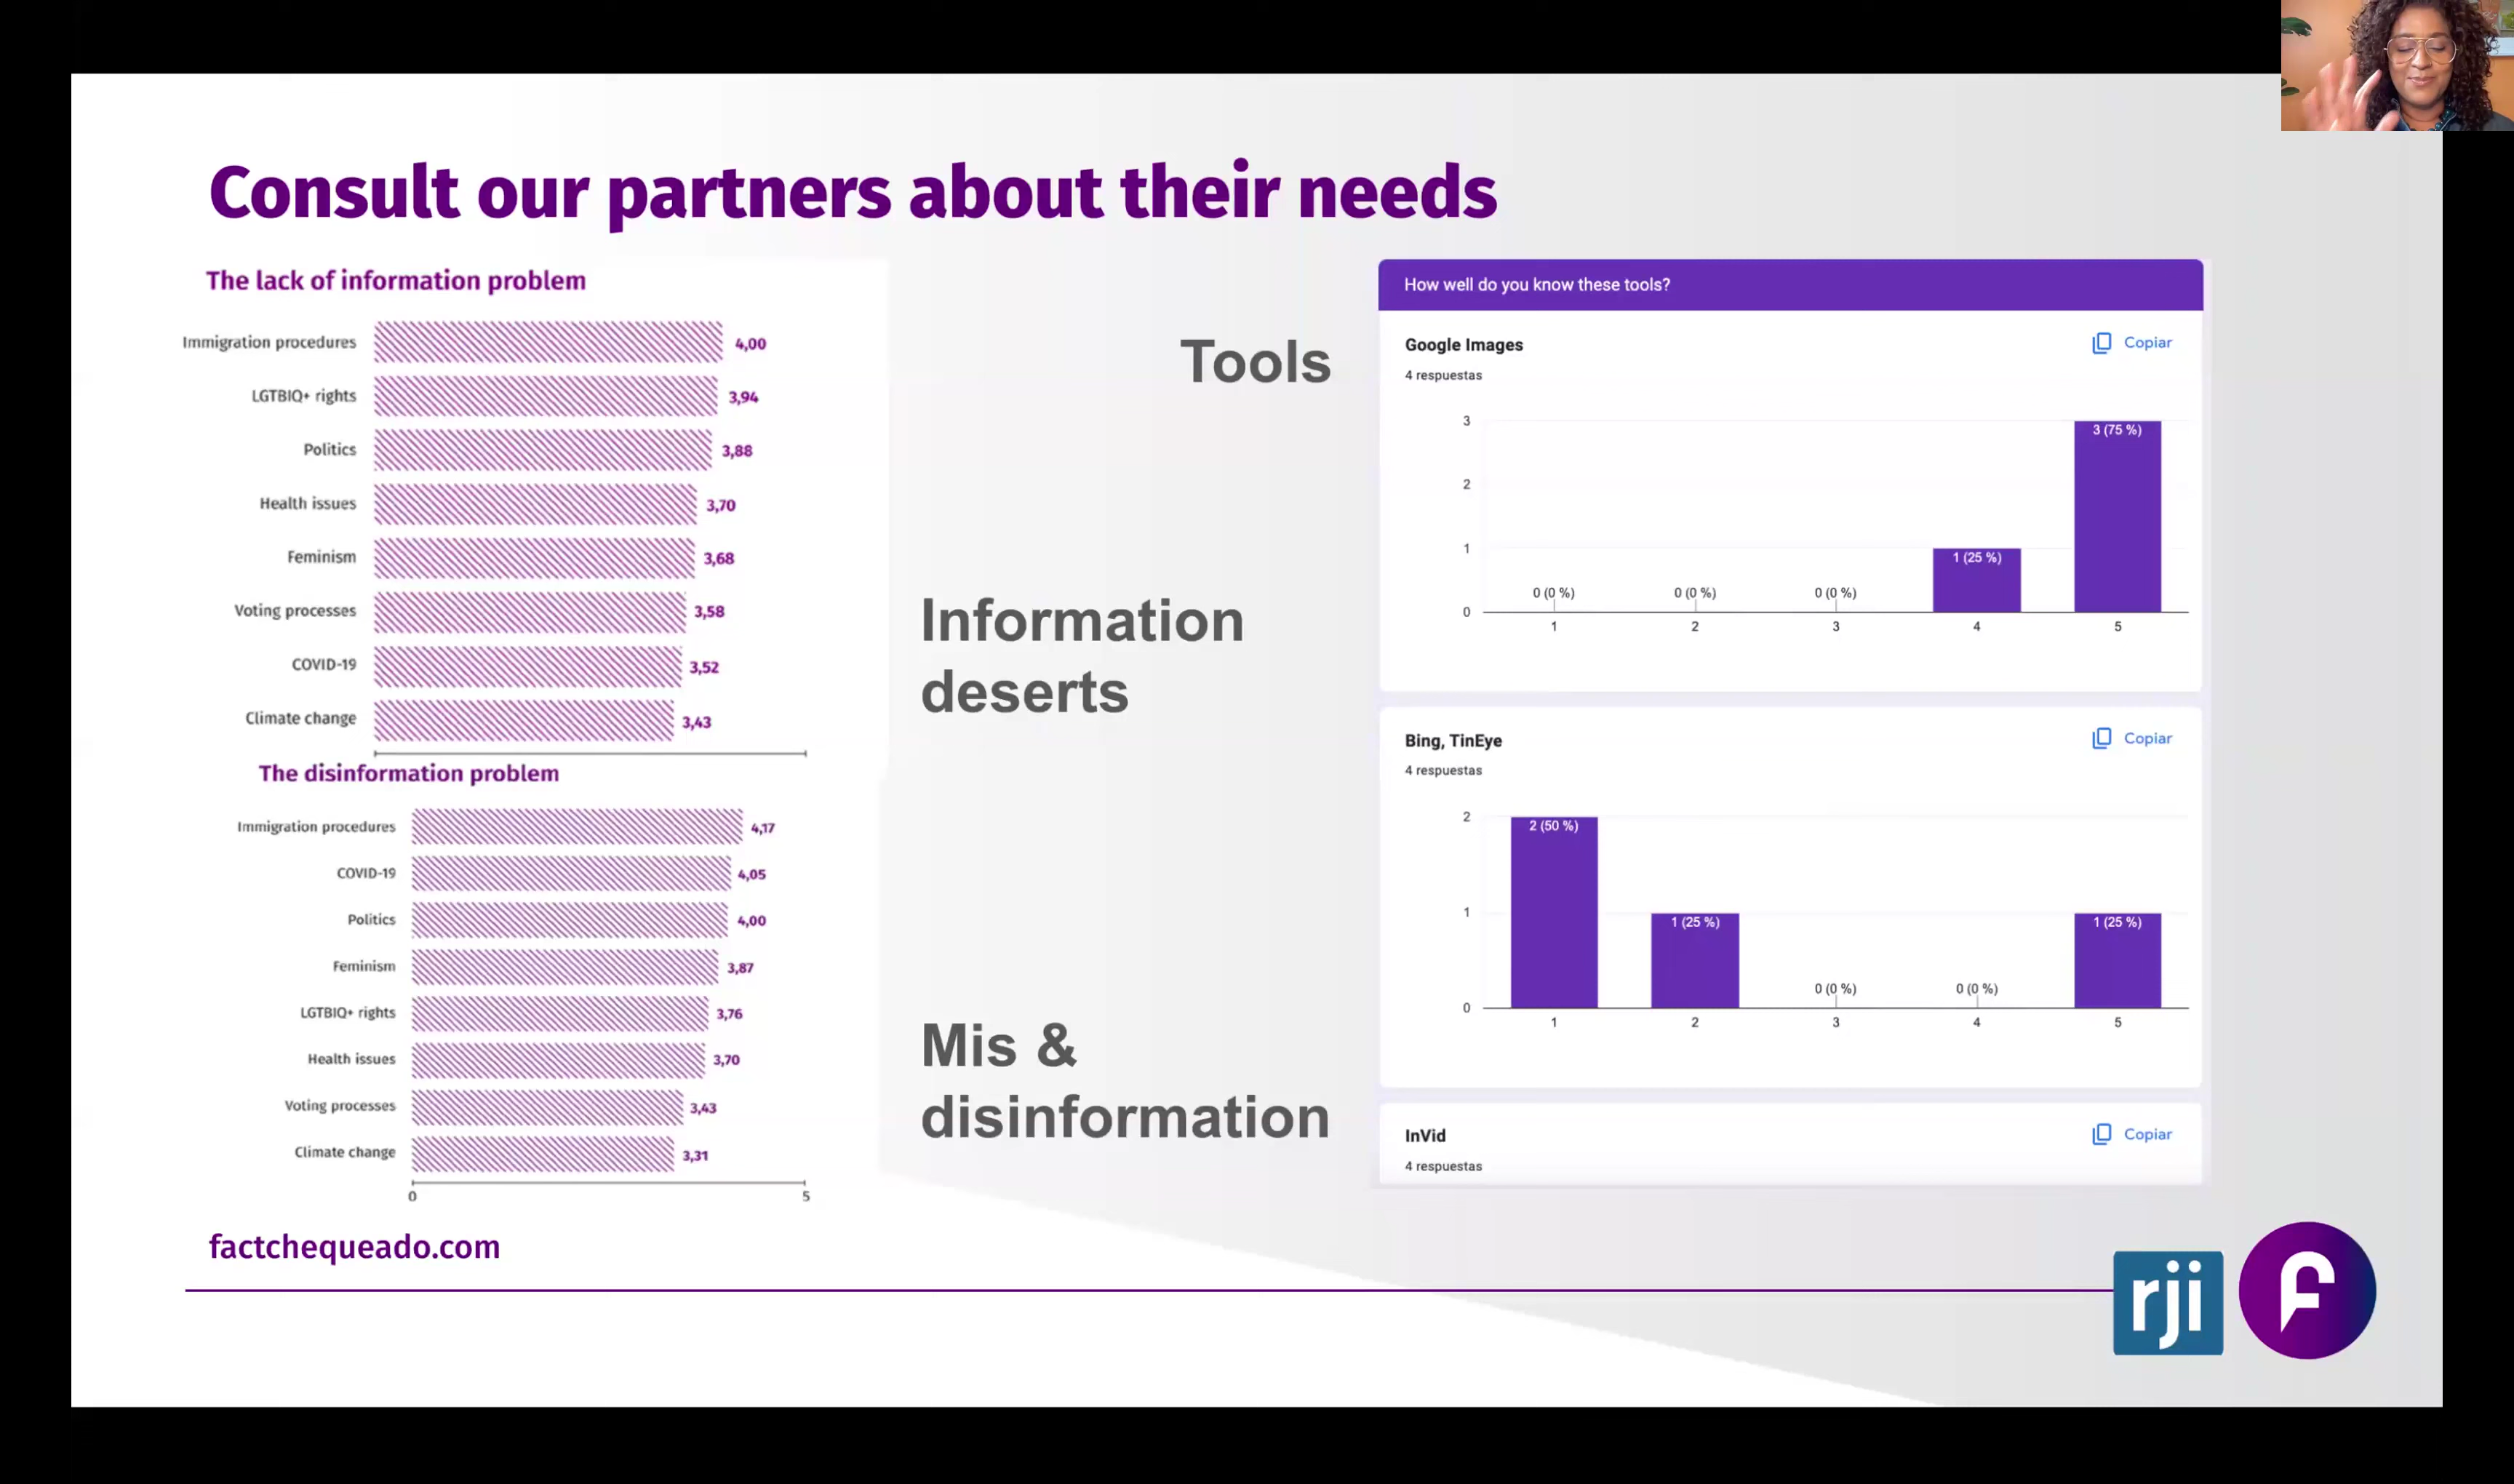 Consult our partners about their needs
The lack of information problem
Immigration procedures 4,00
LGTBIQ+ rights 3,94
Politics 3,88
Health issues 3,70
Feminism 3,68
Voting processes 3,58
COVID-19 3,52
Climate change 3,43
The disinformation problem
Immigration procedures 4,17
COVID-19 4,05
Politics 4,00
Feminism 3,87
LGTBIQ+ rights 3,76
Health issues 3,70
Voting processes 3,43
Climate change 3,31
0 5
Tools
Information
deserts
Mis &
disinformation
How well do you know these tools?
Google Images Copiar
4 respuestas
3
3 (75 %)
2
1
1 (25 %)
0 (0 %) 0 (0 %) 0 (0 %)
0
1 2 3 4 5
Bing, TinEye Copiar
4 respuestas
2
2 (50 %)
1
1 (25 %) 1 (25 %)
0 (0 %) 0 (0 %)
0
1 2 3 4 5
InVid Copiar
4 respuestas
factchequeado.com
rji
F